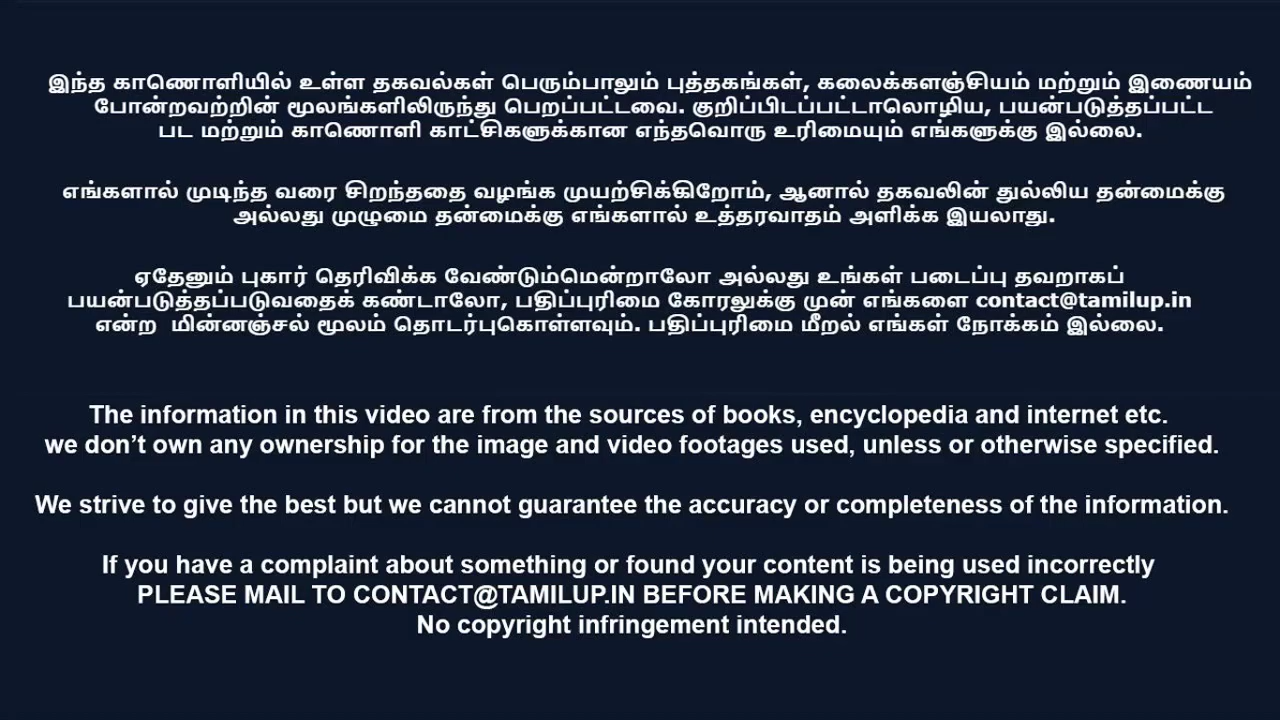 இந்த காணொளியில் உள்ள தகவல்கள் பெரும்பாலும் புத்தகங்கள், கலைக்களஞ்சியம் மற்றும் இணையம்
போன்றவற்றின் மூலங்களிலிருந்து பெறப்பட்டவை. குறிப்பிடப்பட்டாலொழிய, பயன்படுத்தப்பட்ட
பட மற்றும் காணொளி காட்சிகளுக்கான எந்தவொரு உரிமையும் எங்களுக்கு இல்லை.
எங்களால் முடிந்த வரை சிறந்ததை வழங்க முயற்சிக்கிறோம், ஆனால் தகவலின் துல்லிய தன்மைக்கு
அல்லது முழுமை தன்மைக்கு எங்களால் உத்தரவாதம் அளிக்க இயலாது.
ஏதேனும் புகார் தெரிவிக்க வேண்டும்மென்றாலோ அல்லது உங்கள் படைப்பு தவறாகப்
பயன்படுத்தப்படுவதைக் கண்டாலோ, பதிப்புரிமை கோரலுக்கு முன் எங்களை contact@tamilup.in
என்ற மின்னஞ்சல் மூலம் தொடர்புகொள்ளவும். பதிப்புரிமை மீறல் எங்கள் நோக்கம் இல்லை.
The information in this video are from the sources of books, encyclopedia and internet etc.
we don’t own any ownership for the image and video footages used, unless or otherwise specified.
We strive to give the best but we cannot guarantee the accuracy or completeness of the information.
If you have a complaint about something or found your content is being used incorrectly
PLEASE MAIL TO CONTACT@TAMILUP.IN BEFORE MAKING A COPYRIGHT CLAIM.
No copyright infringement intended.